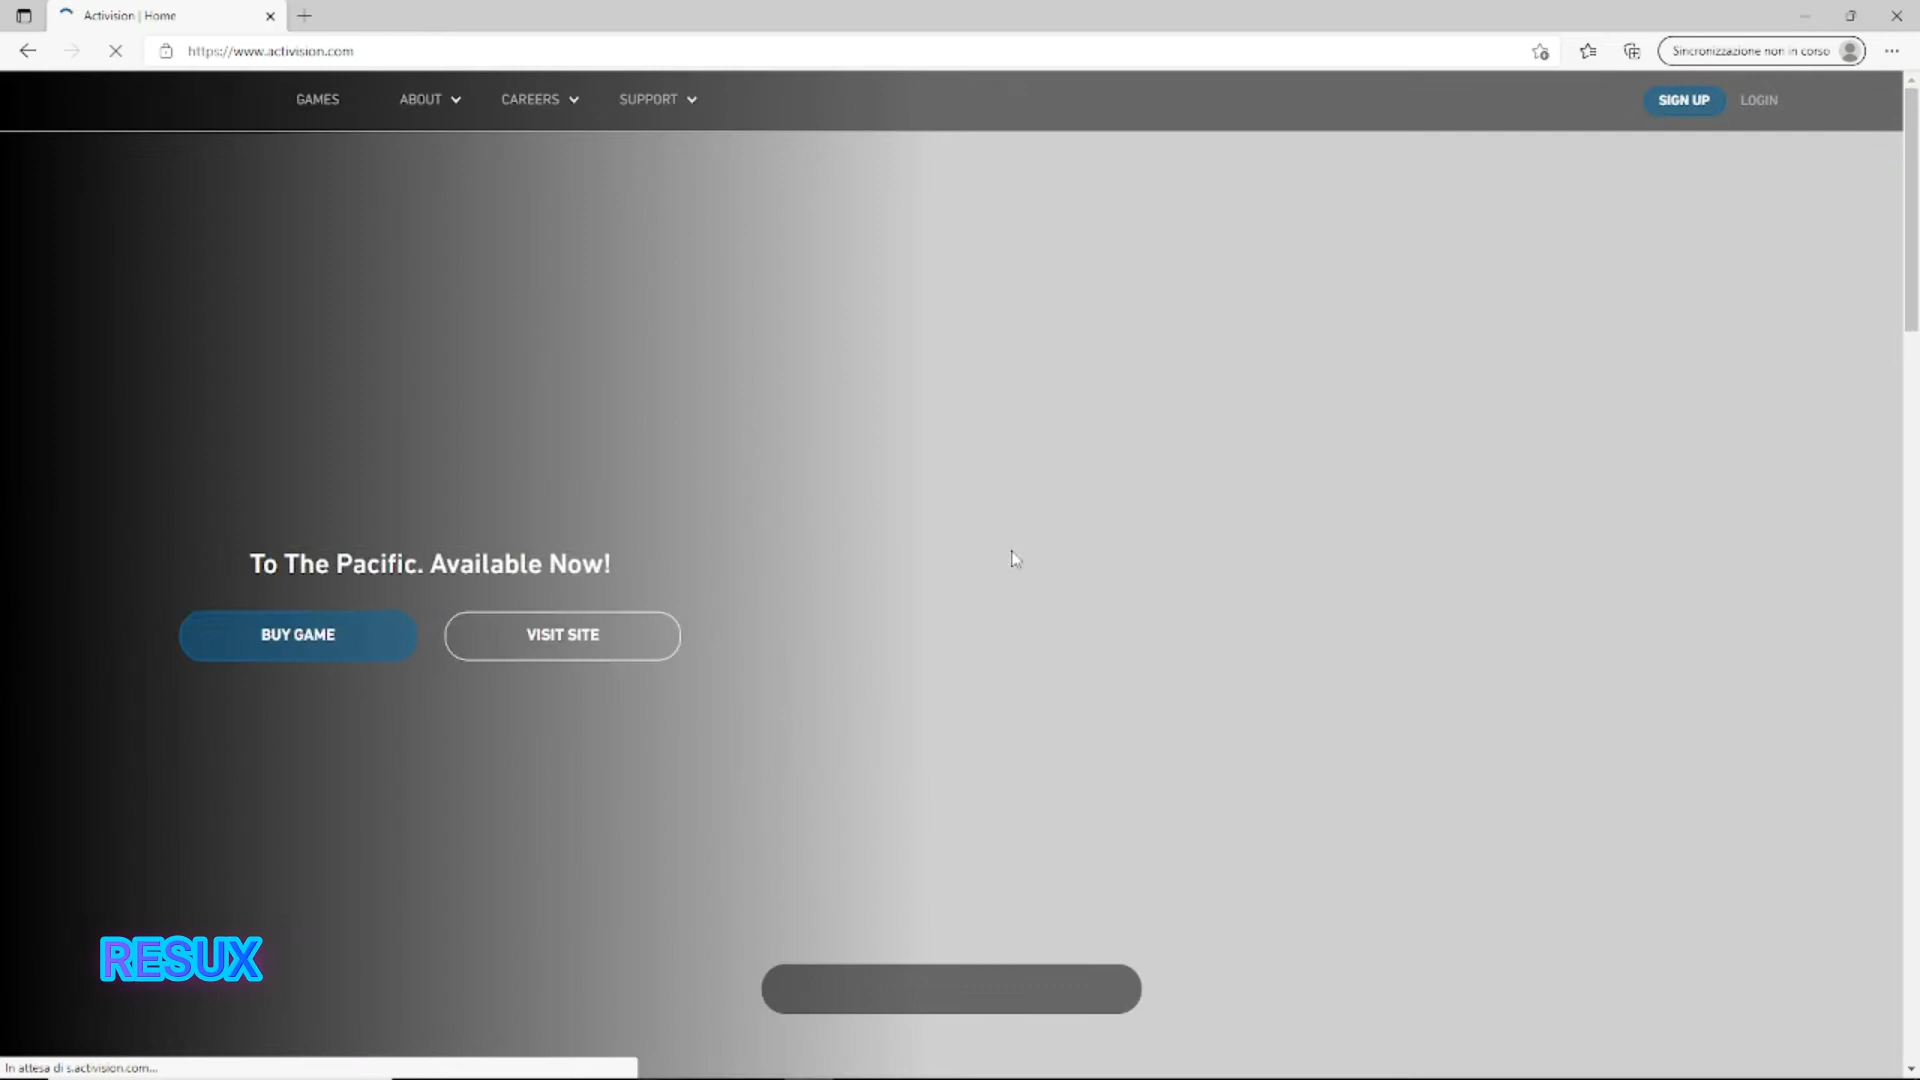 Activision | Home
https://www.activision.com
Sincronizzazione non in corso
GAMES
ABOUT
CAREERS
SUPPORT
SIGN UP
LOGIN
To The Pacific. Available Now!
BUY GAME
VISIT SITE
RESUX
In attesa di s.activision.com...